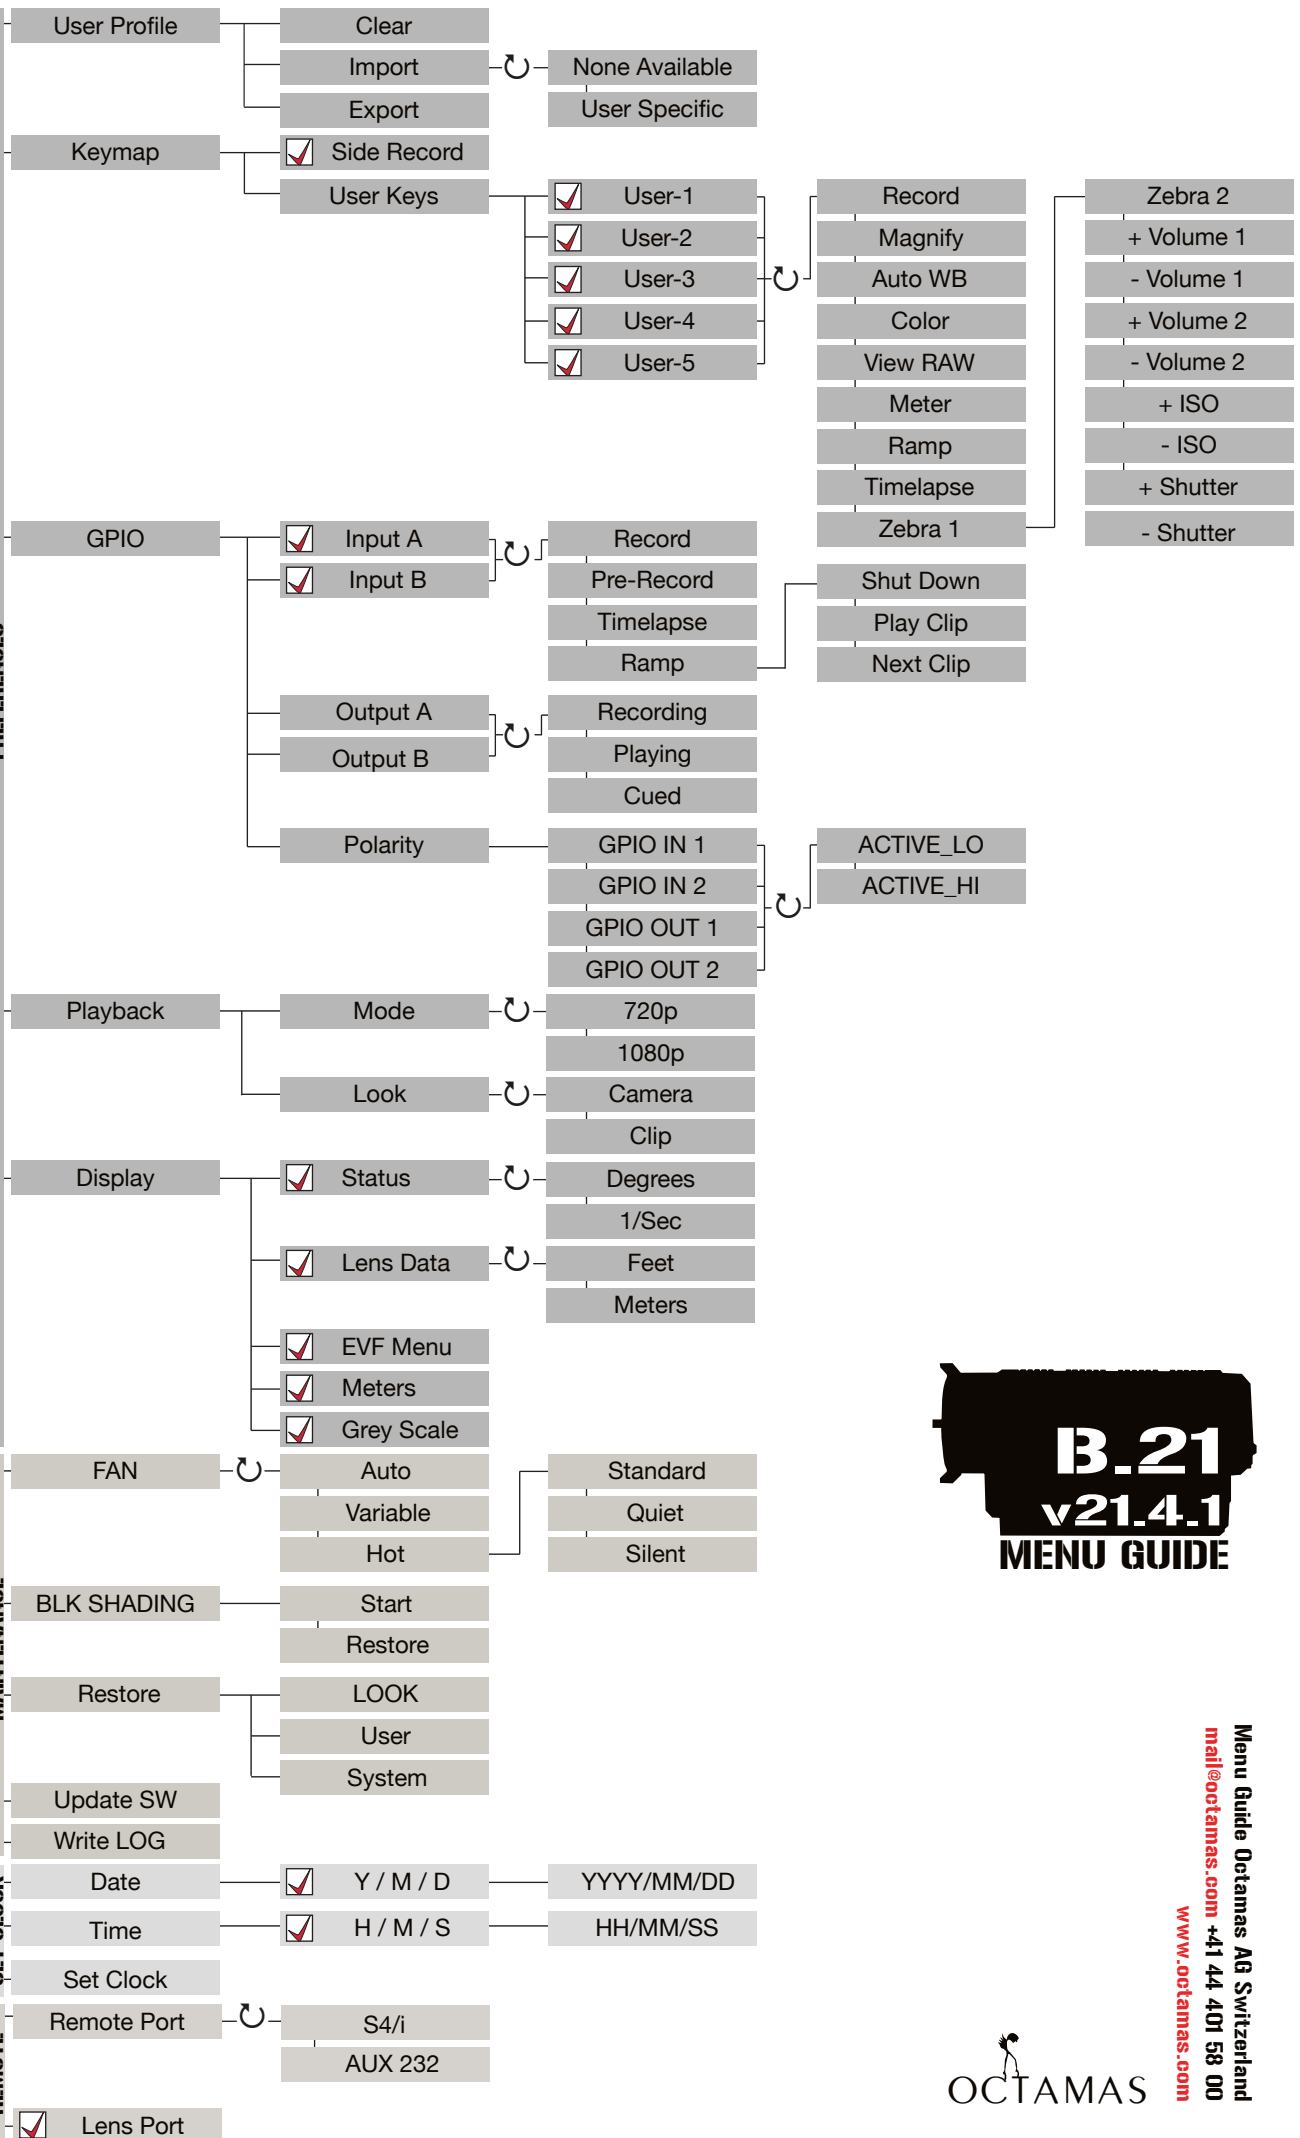 User Profile
Clear
Import
None Available
Export
User Specific
Keymap
Side Record
User Keys
User-1
Record
Zebra 2
User-2
Magnify
+ Volume 1
User-3
Auto WB
- Volume 1
User-4
Color
+ Volume 2
User-5
View RAW
- Volume 2
Meter
+ ISO
Ramp
- ISO
Timelapse
+ Shutter
Zebra 1
- Shutter
GPIO
Input A
Record
Input B
Pre-Record
Shut Down
Timelapse
Play Clip
Ramp
Next Clip
Output A
Recording
Output B
Playing
Cued
Polarity
GPIO IN 1
ACTIVE_LO
GPIO IN 2
ACTIVE_HI
GPIO OUT 1
GPIO OUT 2
Playback
Mode
720p
1080p
Look
Camera
Clip
Display
Status
Degrees
1/Sec
Lens Data
Feet
Meters
EVF Menu
Meters
Grey Scale
FAN
Auto
Standard
Variable
Quiet
Hot
Silent
BLK SHADING
Start
Restore
Restore
LOOK
User
System
Update SW
Write LOG
Date
Y / M / D
YYYY/MM/DD
Time
H / M / S
HH/MM/SS
Set Clock
Remote Port
S4/i
AUX 232
Lens Port
B.21
v21.4.1
MENU GUIDE
Menu Guide Octamas AG Switzerland
mail@octamas.com +41 44 401 58 00
www.octamas.com
OCTAMAS